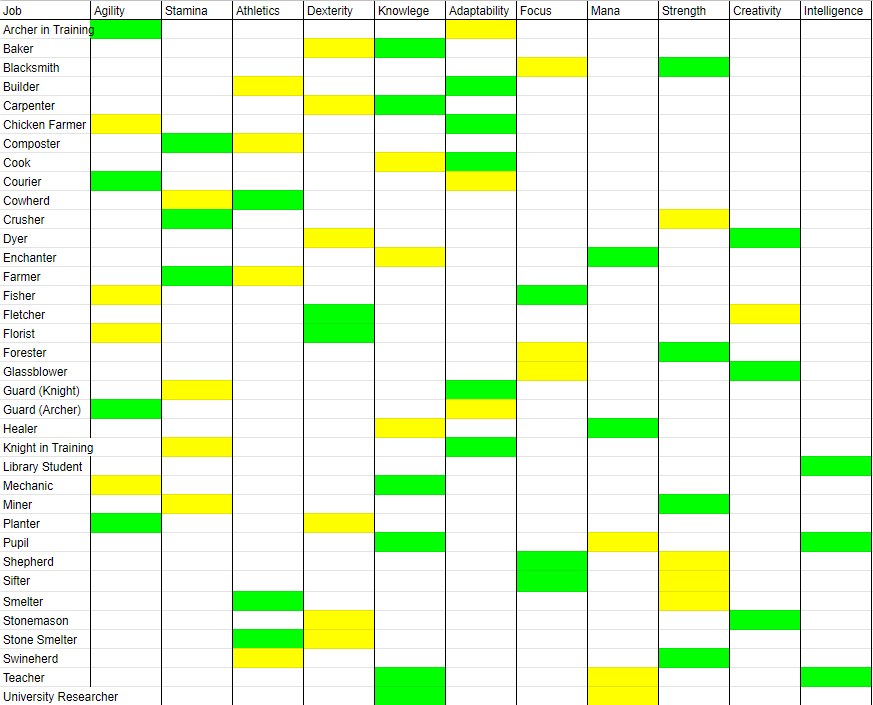 Job Agility Stamina Athletics Dexterity Knowlege Adaptability Focus Mana Strength Creativity Intelligence
Archer in Training
Baker
Blacksmith
Builder
Carpenter
Chicken Farmer
Composter
Cook
Courier
Cowherd
Crusher
Dyer
Enchanter
Farmer
Fisher
Fletcher
Florist
Forester
Glassblower
Guard (Knight)
Guard (Archer)
Healer
Knight in Training
Library Student
Mechanic
Miner
Planter
Pupil
Shepherd
Sifter
Smelter
Stonemason
Stone Smelter
Swineherd
Teacher
University Researcher